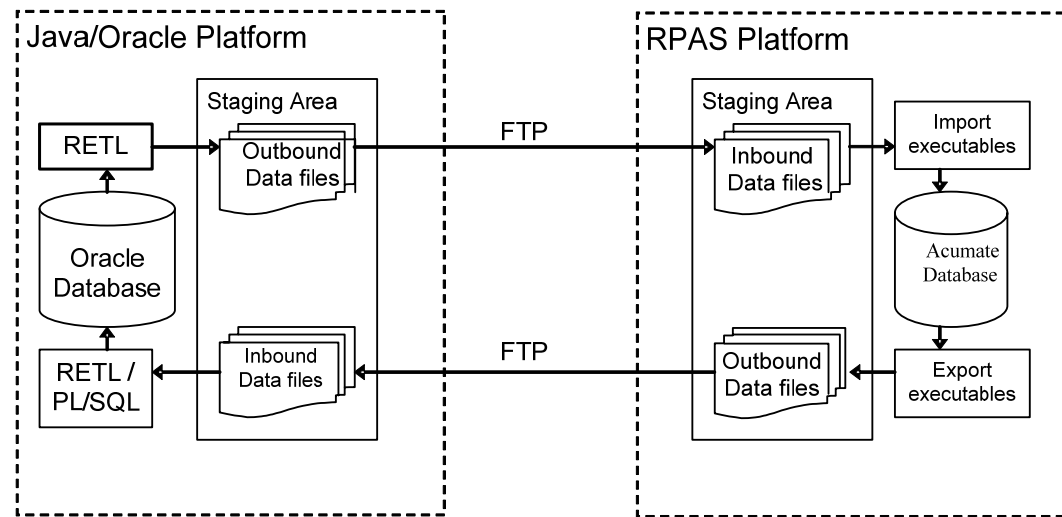 Java/Oracle Platform
RPAS Platform
Staging Area
Staging Area
RETL
Outbound
Data files
FTP
Inbound
Data files
Import
executables
Oracle
Database
Acumate
Database
RETL /
PL/SQL
Inbound
Data files
FTP
Outbound
Data files
Export
executables